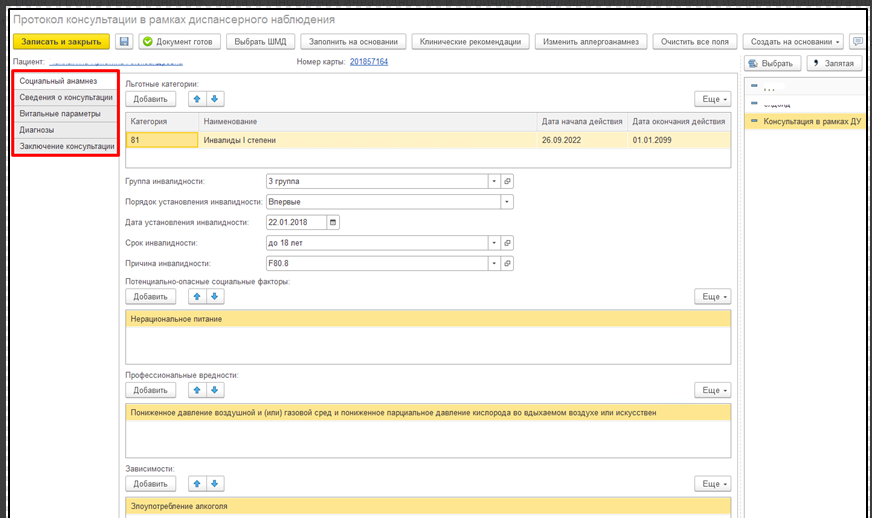 Протокол консультации в рамках диспансерного наблюдения
Записать и закрыть Документ готов Выбрать ШМД Заполнить на основании Клинические рекомендации Изменить аллергоанамнез Очистить все поля Создать на основании
Пациент: Номер карты: 201857164
Выбрать Запятая
Социальный анамнез
Сведения о консультации
Витальные параметры
Диагнозы
Заключение консультации
Льготные категории:
Добавить Еще
Категория Наименование Дата начала действия Дата окончания действия
81 Инвалиды I степени 26.09.2022 01.01.2099
Группа инвалидности: 3 группа
Порядок установления инвалидности: Впервые
Дата установления инвалидности: 22.01.2018
Срок инвалидности: до 18 лет
Причина инвалидности: F80.8
Потенциально-опасные социальные факторы:
Добавить Еще
Нерациональное питание
Профессиональные вредности:
Добавить Еще
Пониженное давление воздушной и (или) газовой сред и пониженное парциальное давление кислорода во вдыхаемом воздухе или искусствен
Зависимости:
Добавить Еще
Злоупотребление алкоголя
, . .
Консультация в рамках ДУ